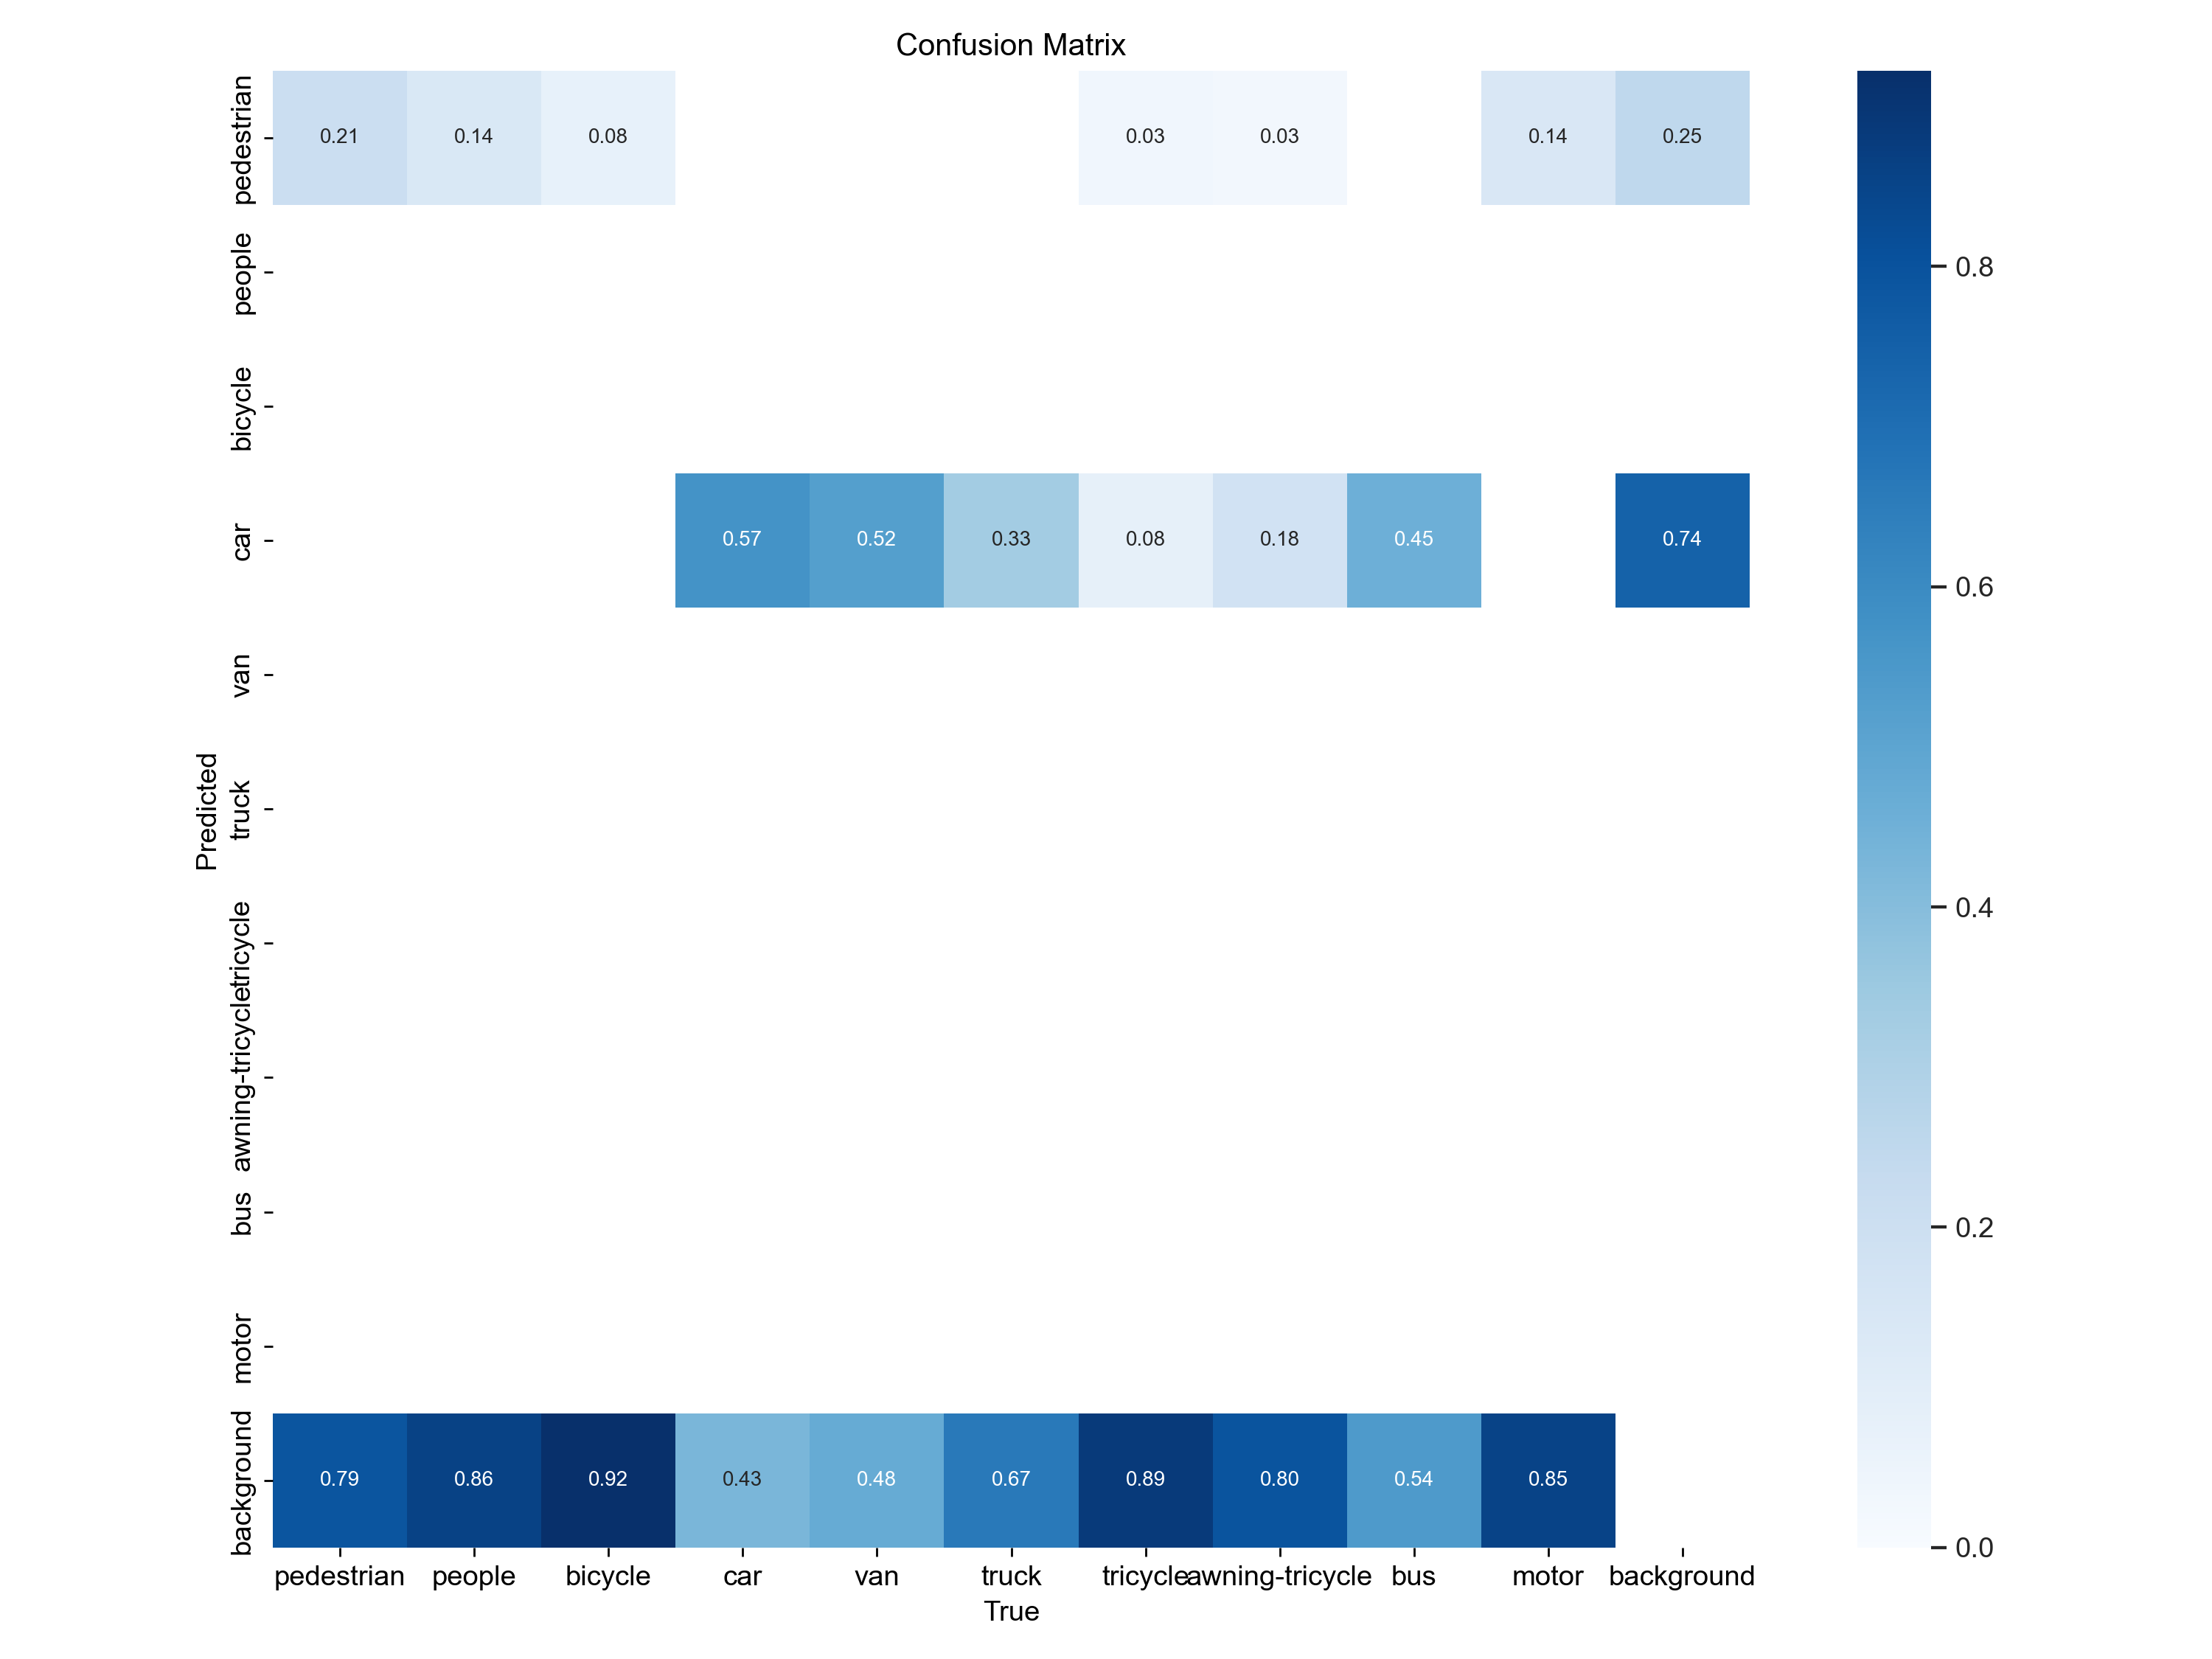 Confusion Matrix
pedestrian
0.21 0.14 0.08 0.03 0.03 0.14 0.25
people
bicycle
car
0.57 0.52 0.33 0.08 0.18 0.45 0.74
van
truck
tricycle
awning-tricycle
bus
motor
background
0.79 0.86 0.92 0.43 0.48 0.67 0.89 0.80 0.54 0.85
Predicted
pedestrian people bicycle car van truck tricycle awning-tricycle bus motor background
True
0.8
0.6
0.4
0.2
0.0